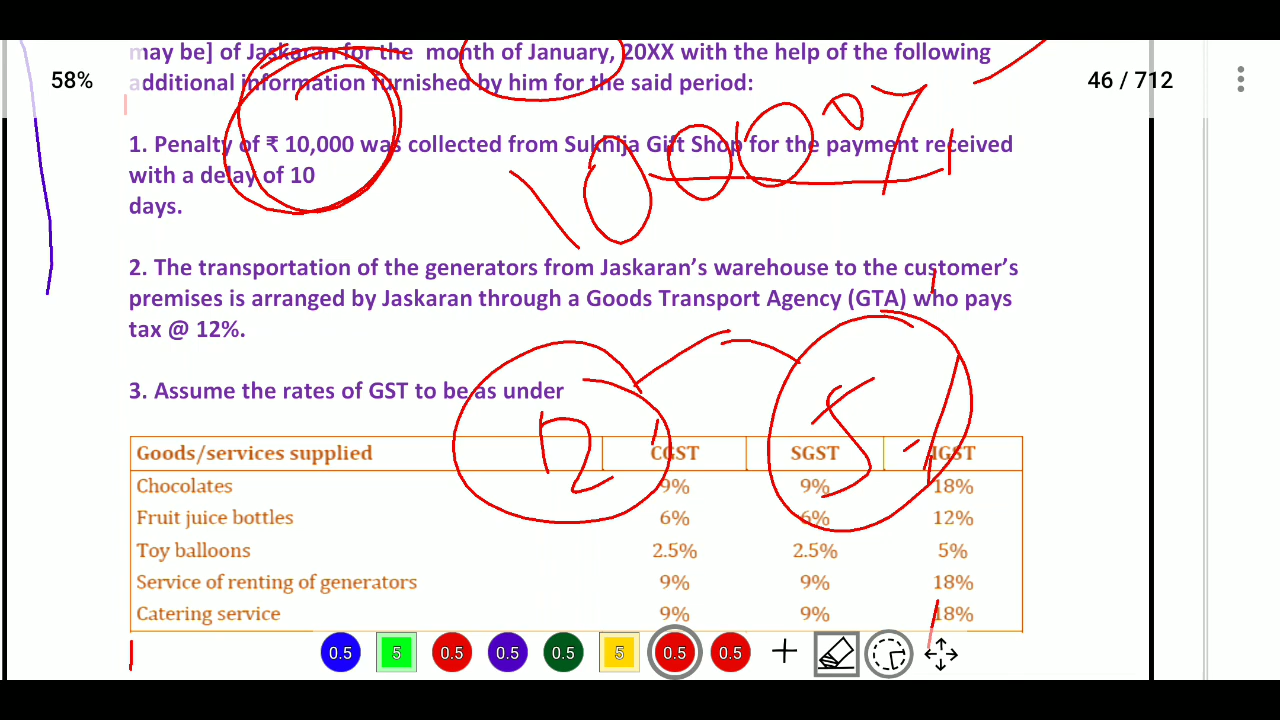 may be] of Jaskaran for the month of January, 20XX with the help of the following
58%
additional information furnished by him for the said period:
46 / 712
1. Penalty of ₹ 10,000 was collected from Sukhija Gift Shop for the payment received
with a delay of 10
days.
2. The transportation of the generators from Jaskaran's warehouse to the customer's
premises is arranged by Jaskaran through a Goods Transport Agency (GTA) who pays
tax @ 12%.
3. Assume the rates of GST to be as under
Goods/services supplied CGST SGST IGST
Chocolates 9% 9% 18%
Fruit juice bottles 6% 6% 12%
Toy balloons 2.5% 2.5% 5%
Service of renting of generators 9% 9% 18%
Catering service 9% 9% 18%
0.5 5 0.5 0.5 0.5 5 0.5 0.5